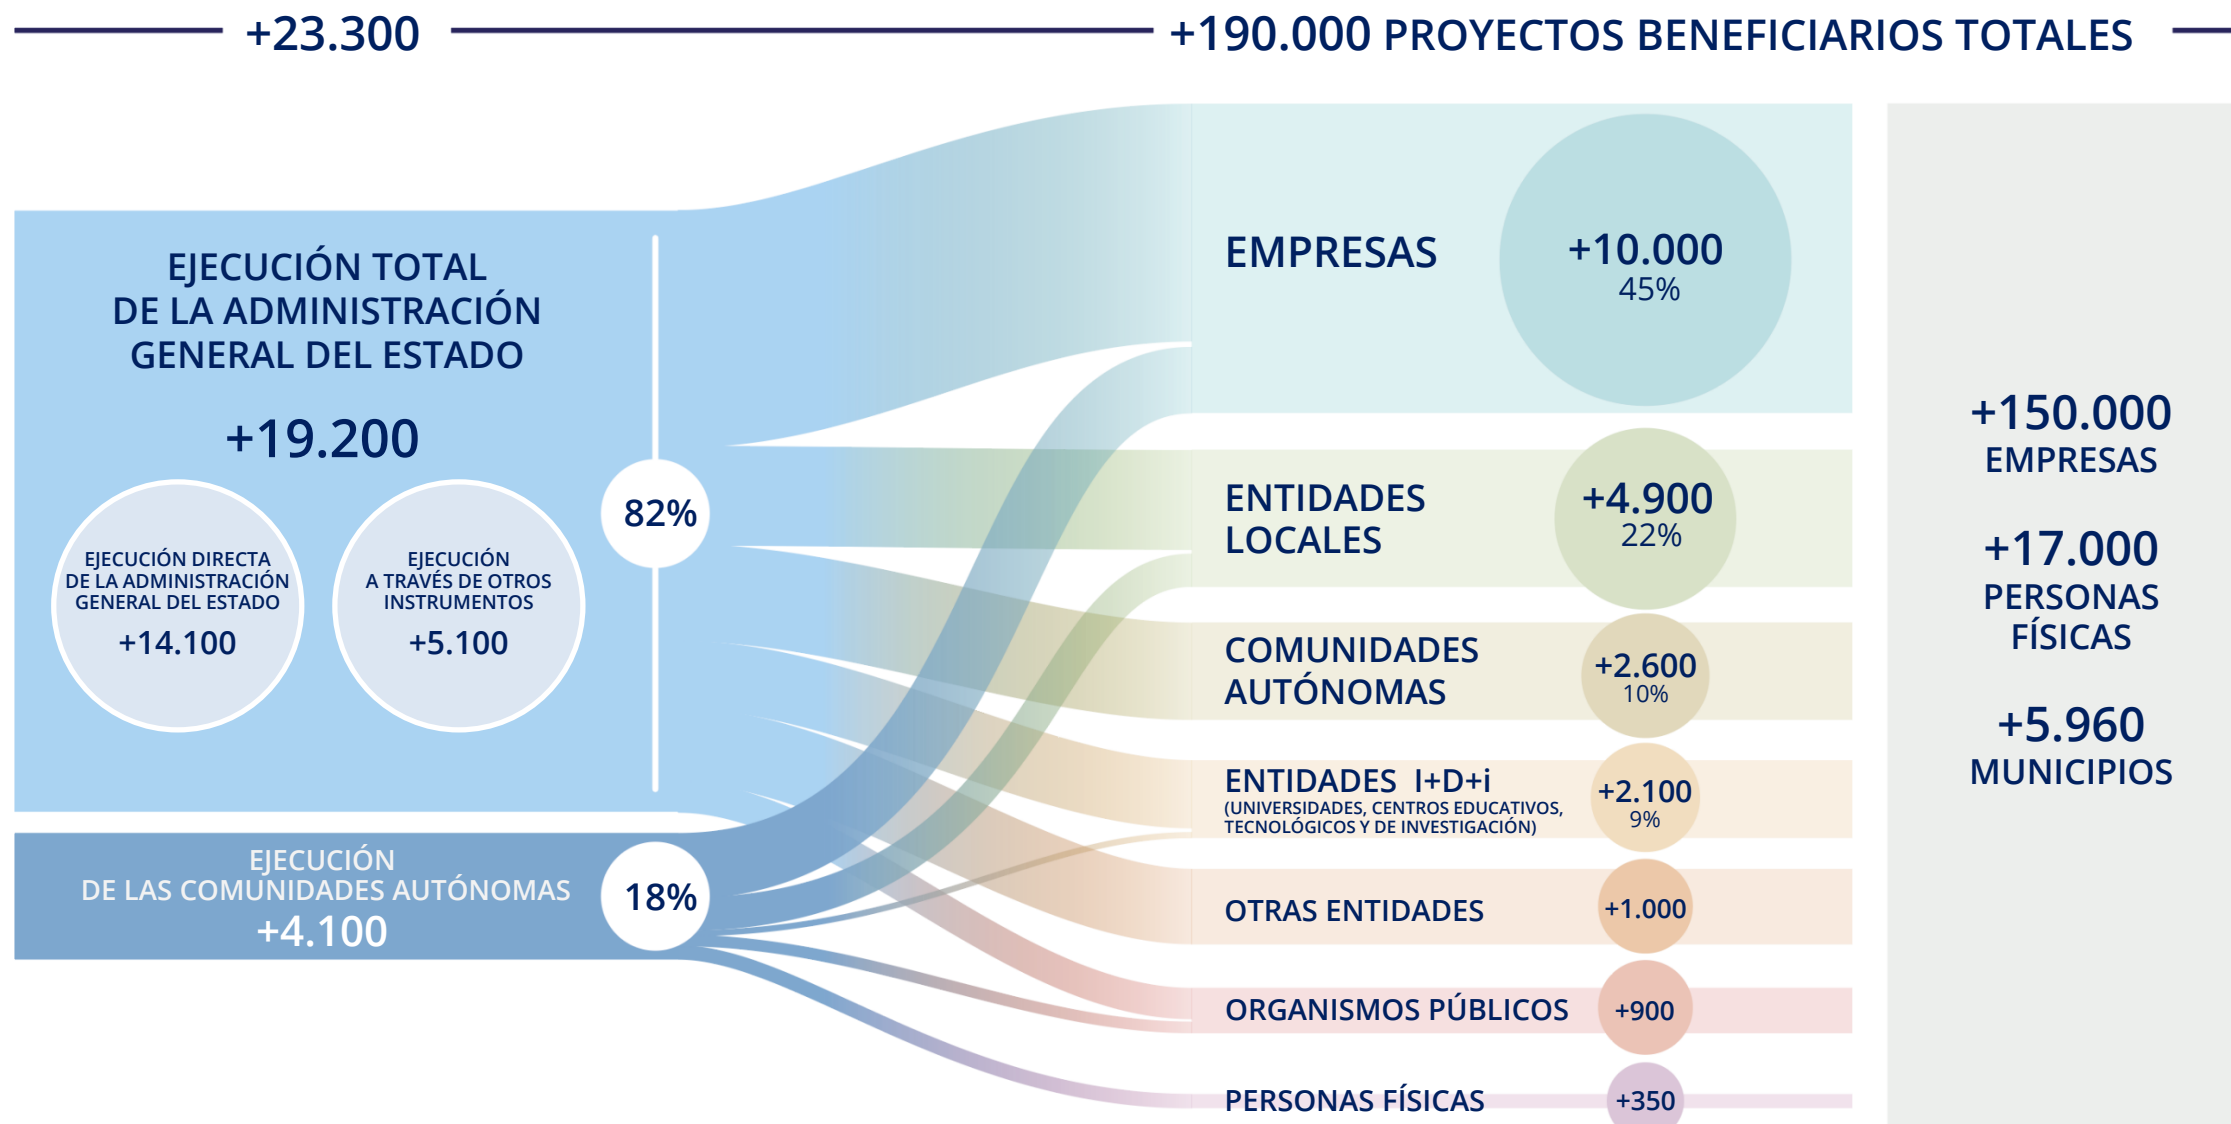 +23.300
+190.000 PROYECTOS BENEFICIARIOS TOTALES
EJECUCIÓN TOTAL
DE LA ADMINISTRACIÓN
GENERAL DEL ESTADO
+19.200
EJECUCIÓN DIRECTA
DE LA ADMINISTRACIÓN
GENERAL DEL ESTADO
+14.100
EJECUCIÓN
A TRAVÉS DE OTROS
INSTRUMENTOS
+5.100
82%
EJECUCIÓN
DE LAS COMUNIDADES AUTÓNOMAS
+4.100
18%
EMPRESAS
+10.000
45%
ENTIDADES
LOCALES
+4.900
22%
COMUNIDADES
AUTÓNOMAS
+2.600
10%
ENTIDADES I+D+i
(UNIVERSIDADES, CENTROS EDUCATIVOS,
TECNOLÓGICOS Y DE INVESTIGACIÓN)
+2.100
9%
OTRAS ENTIDADES
+1.000
ORGANISMOS PÚBLICOS
+900
PERSONAS FÍSICAS
+350
+150.000
EMPRESAS
+17.000
PERSONAS
FÍSICAS
+5.960
MUNICIPIOS